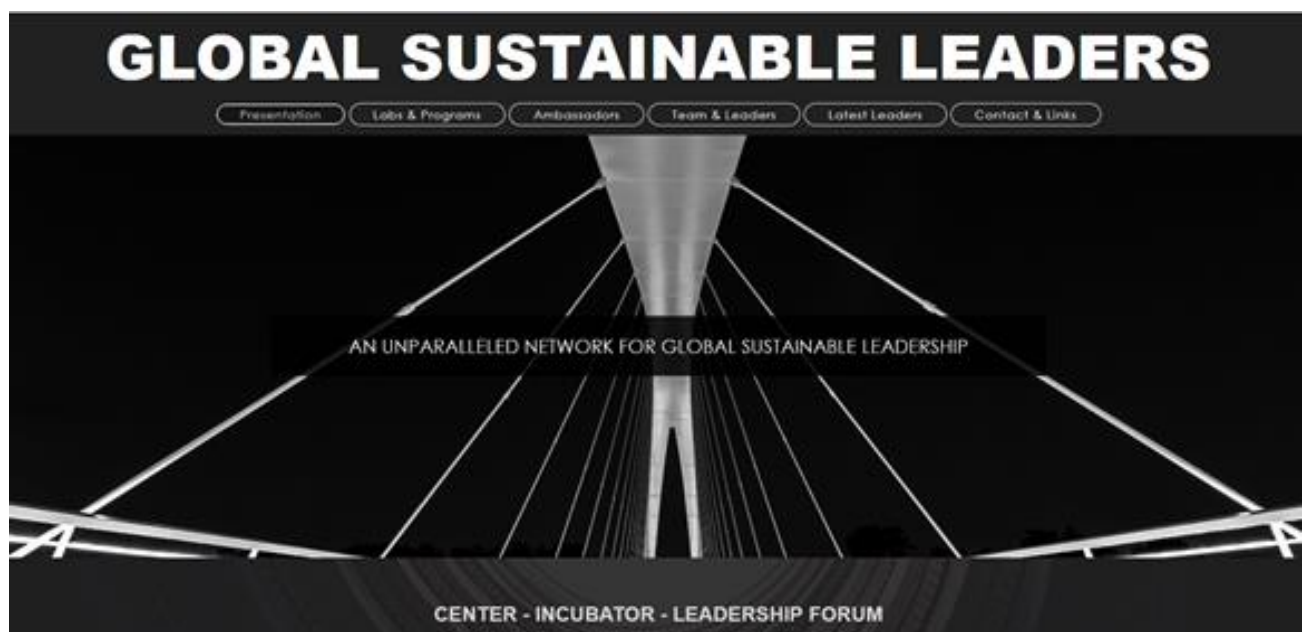 GLOBAL SUSTAINABLE LEADERS
Presentation Labs & Programs Ambassadors Team & Leaders Latest Leaders Contact & Links
AN UNPARALLELED NETWORK FOR GLOBAL SUSTAINABLE LEADERSHIP
CENTER - INCUBATOR - LEADERSHIP FORUM